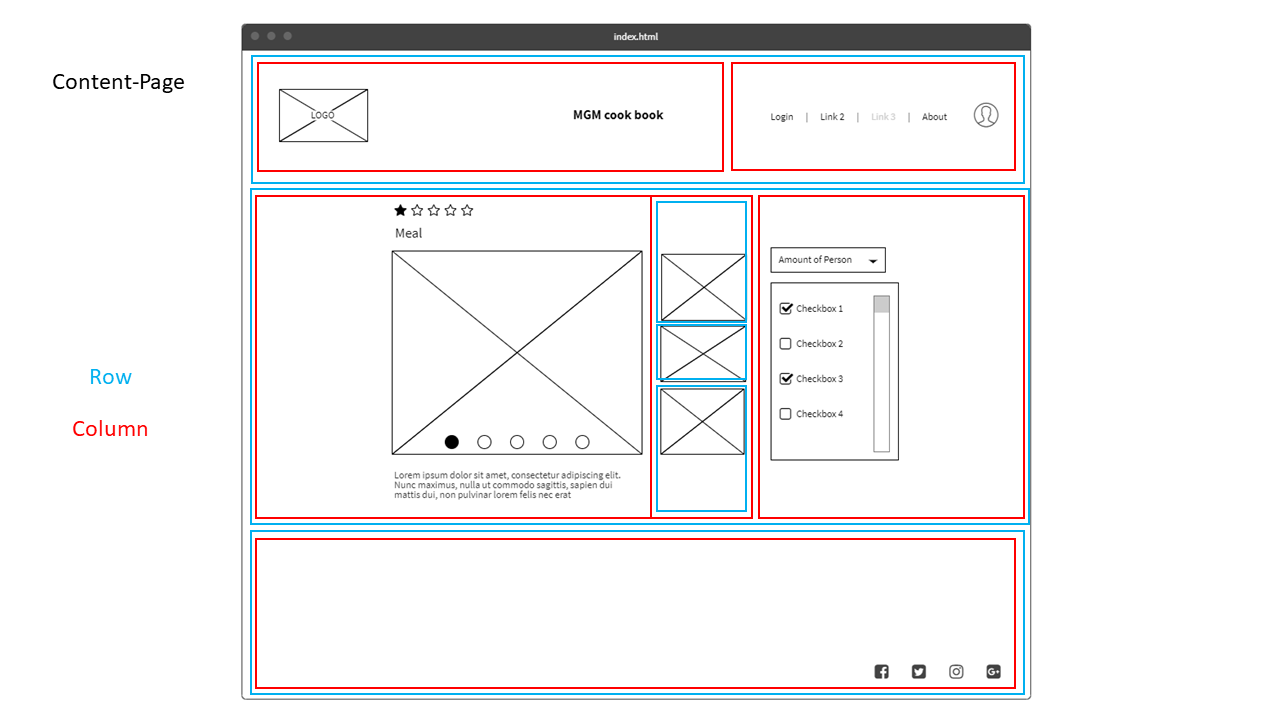 index.html
Content-Page
LOGO
MGM cook book
Login | Link 2 | Link 3 | About
Meal
Amount of Person
Checkbox 1
Checkbox 2
Checkbox 3
Checkbox 4
Row
Column
Lorem ipsum dolor sit amet, consectetur adipiscing elit.
Nunc maximus, nulla ut commodo sagittis, sapien dui
mattis dui, non pulvinar lorem felis nec erat
G+